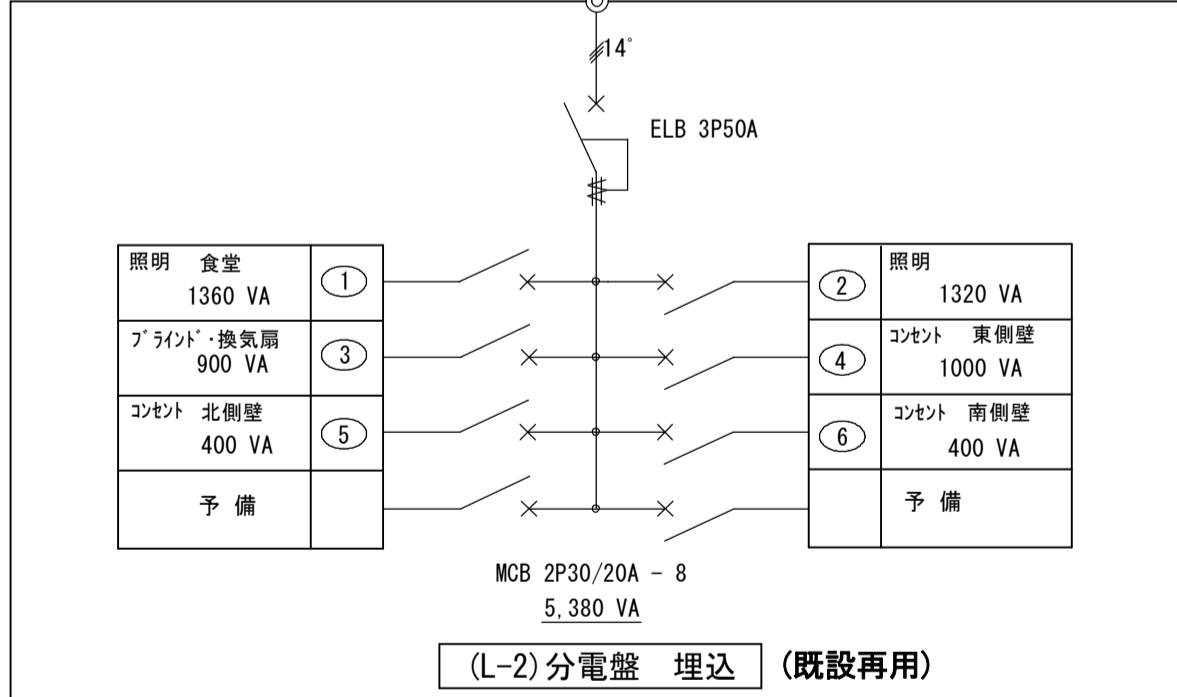 14°
ELB 3P50A
照明 食堂
1360 VA
①
②
照明
1320 VA
ブラインド・換気扇
900 VA
③
④
コンセント 東側壁
1000 VA
コンセント 北側壁
400 VA
⑤
⑥
コンセント 南側壁
400 VA
予 備
予 備
MCB 2P30/20A - 8
5,380 VA
(L-2)分電盤 埋込 (既設再用)